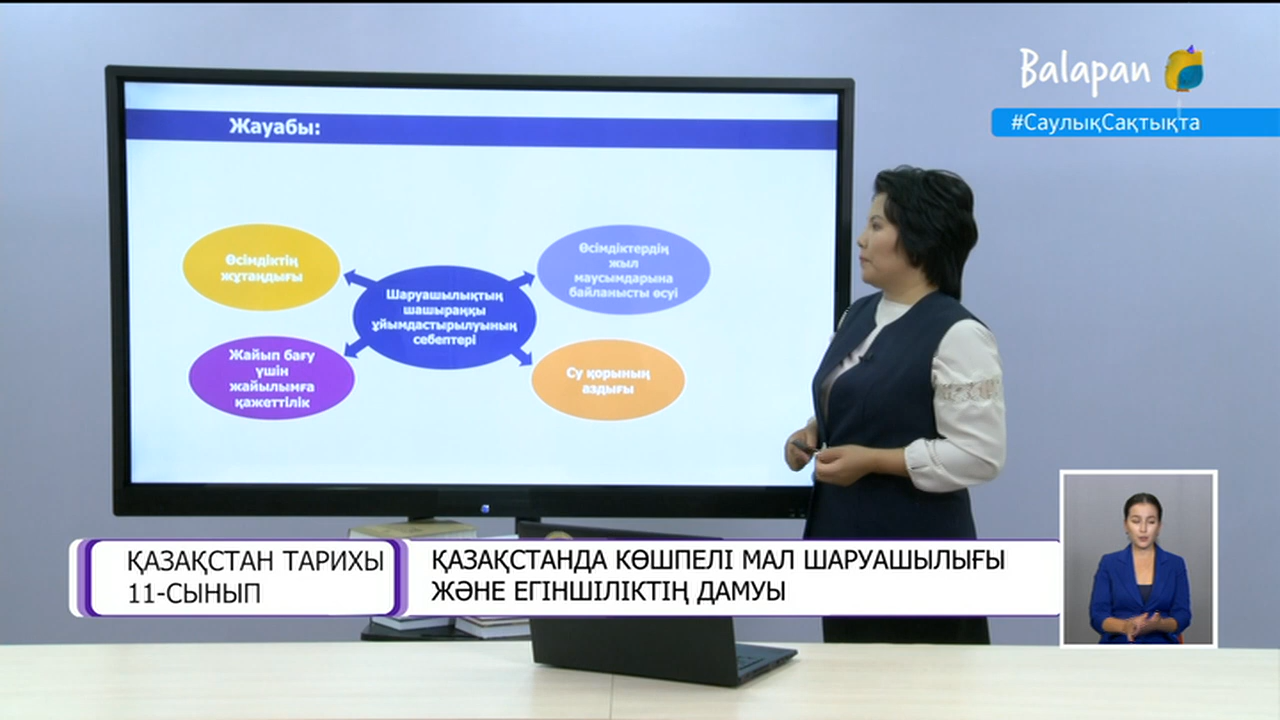 Balapan
#СаулықСақтықта
Жауабы:
Өсімдіктің
жұтаңдығы
Өсімдіктердің
жыл
маусымдарына
байланысты өсуі
Шаруашылықтың
шашыраңқы
ұйымдастырылуының
себептері
Жайып бағу
үшін
жайылымға
қажеттілік
Су қорының
аздығы
ҚАЗАҚСТАН ТАРИХЫ
11-СЫНЫП
ҚАЗАҚСТАНДА КӨШПЕЛІ МАЛ ШАРУАШЫЛЫҒЫ
ЖӘНЕ ЕГІНШІЛІКТІҢ ДАМУЫ